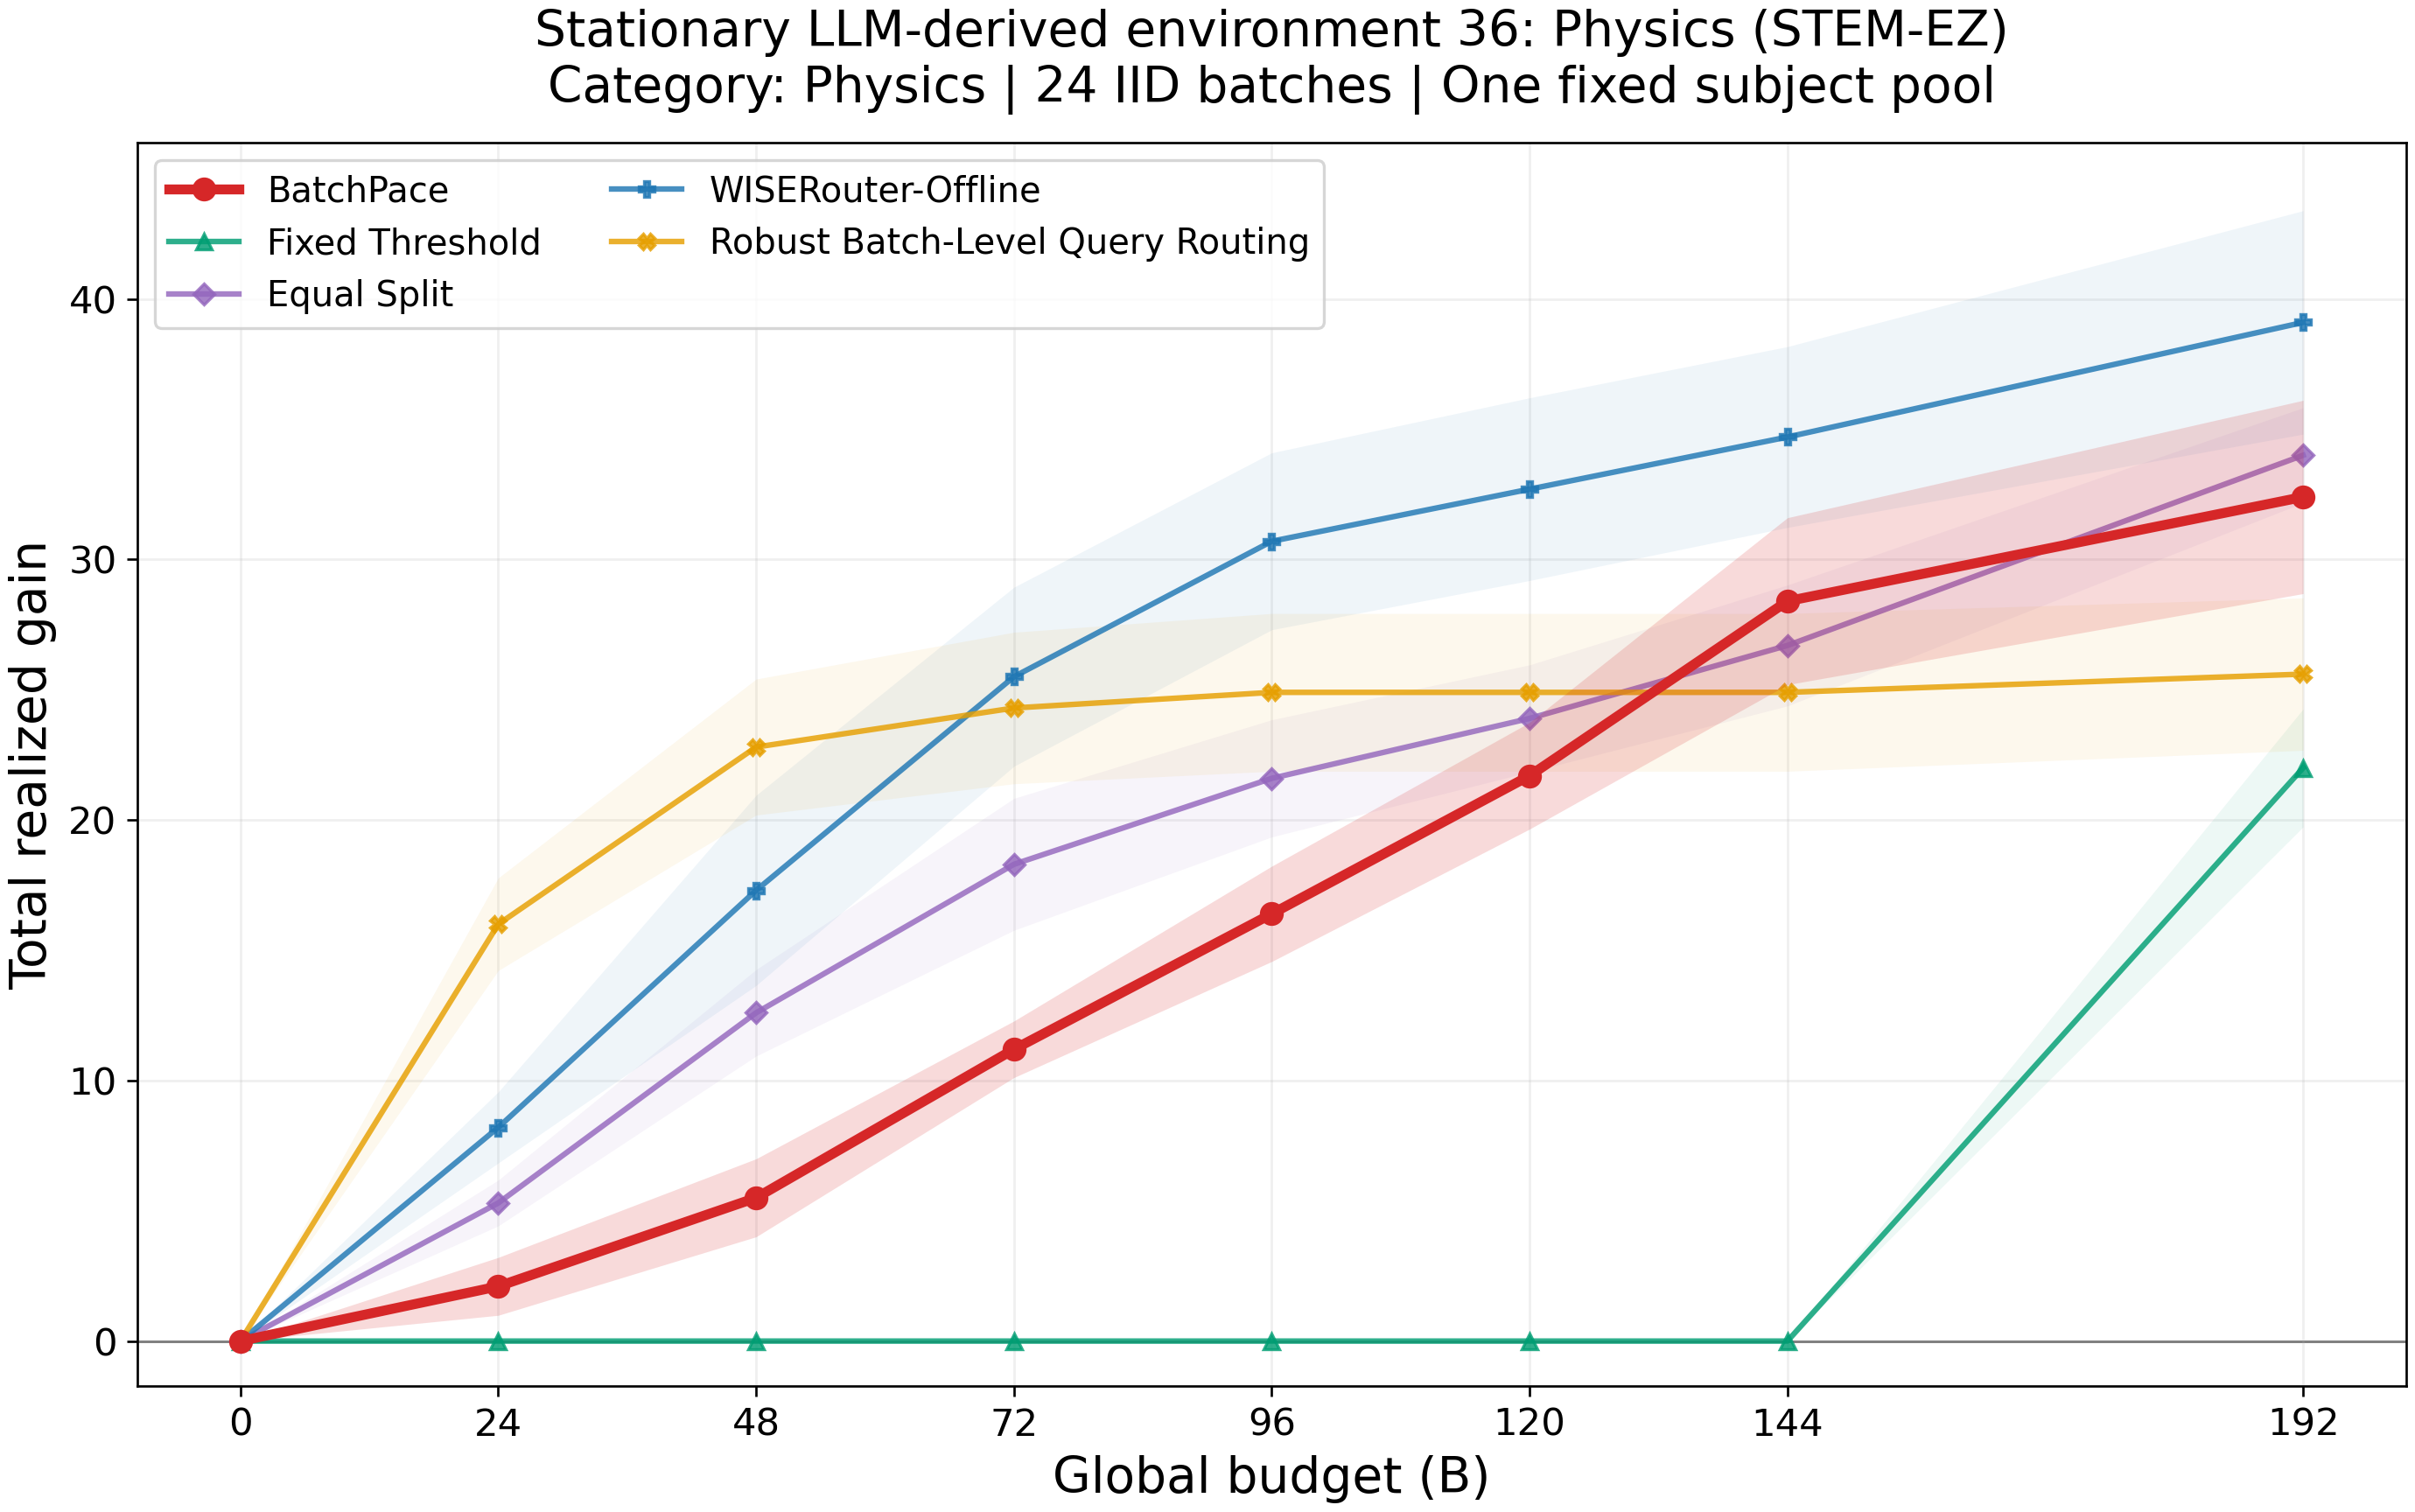 Stationary LLM-derived environment 36: Physics (STEM-EZ)
Category: Physics | 24 IID batches | One fixed subject pool
BatchPace
Fixed Threshold
Equal Split
WISERouter-Offline
Robust Batch-Level Query Routing
Total realized gain
40
30
20
10
0
0 24 48 72 96 120 144 192
Global budget (B)